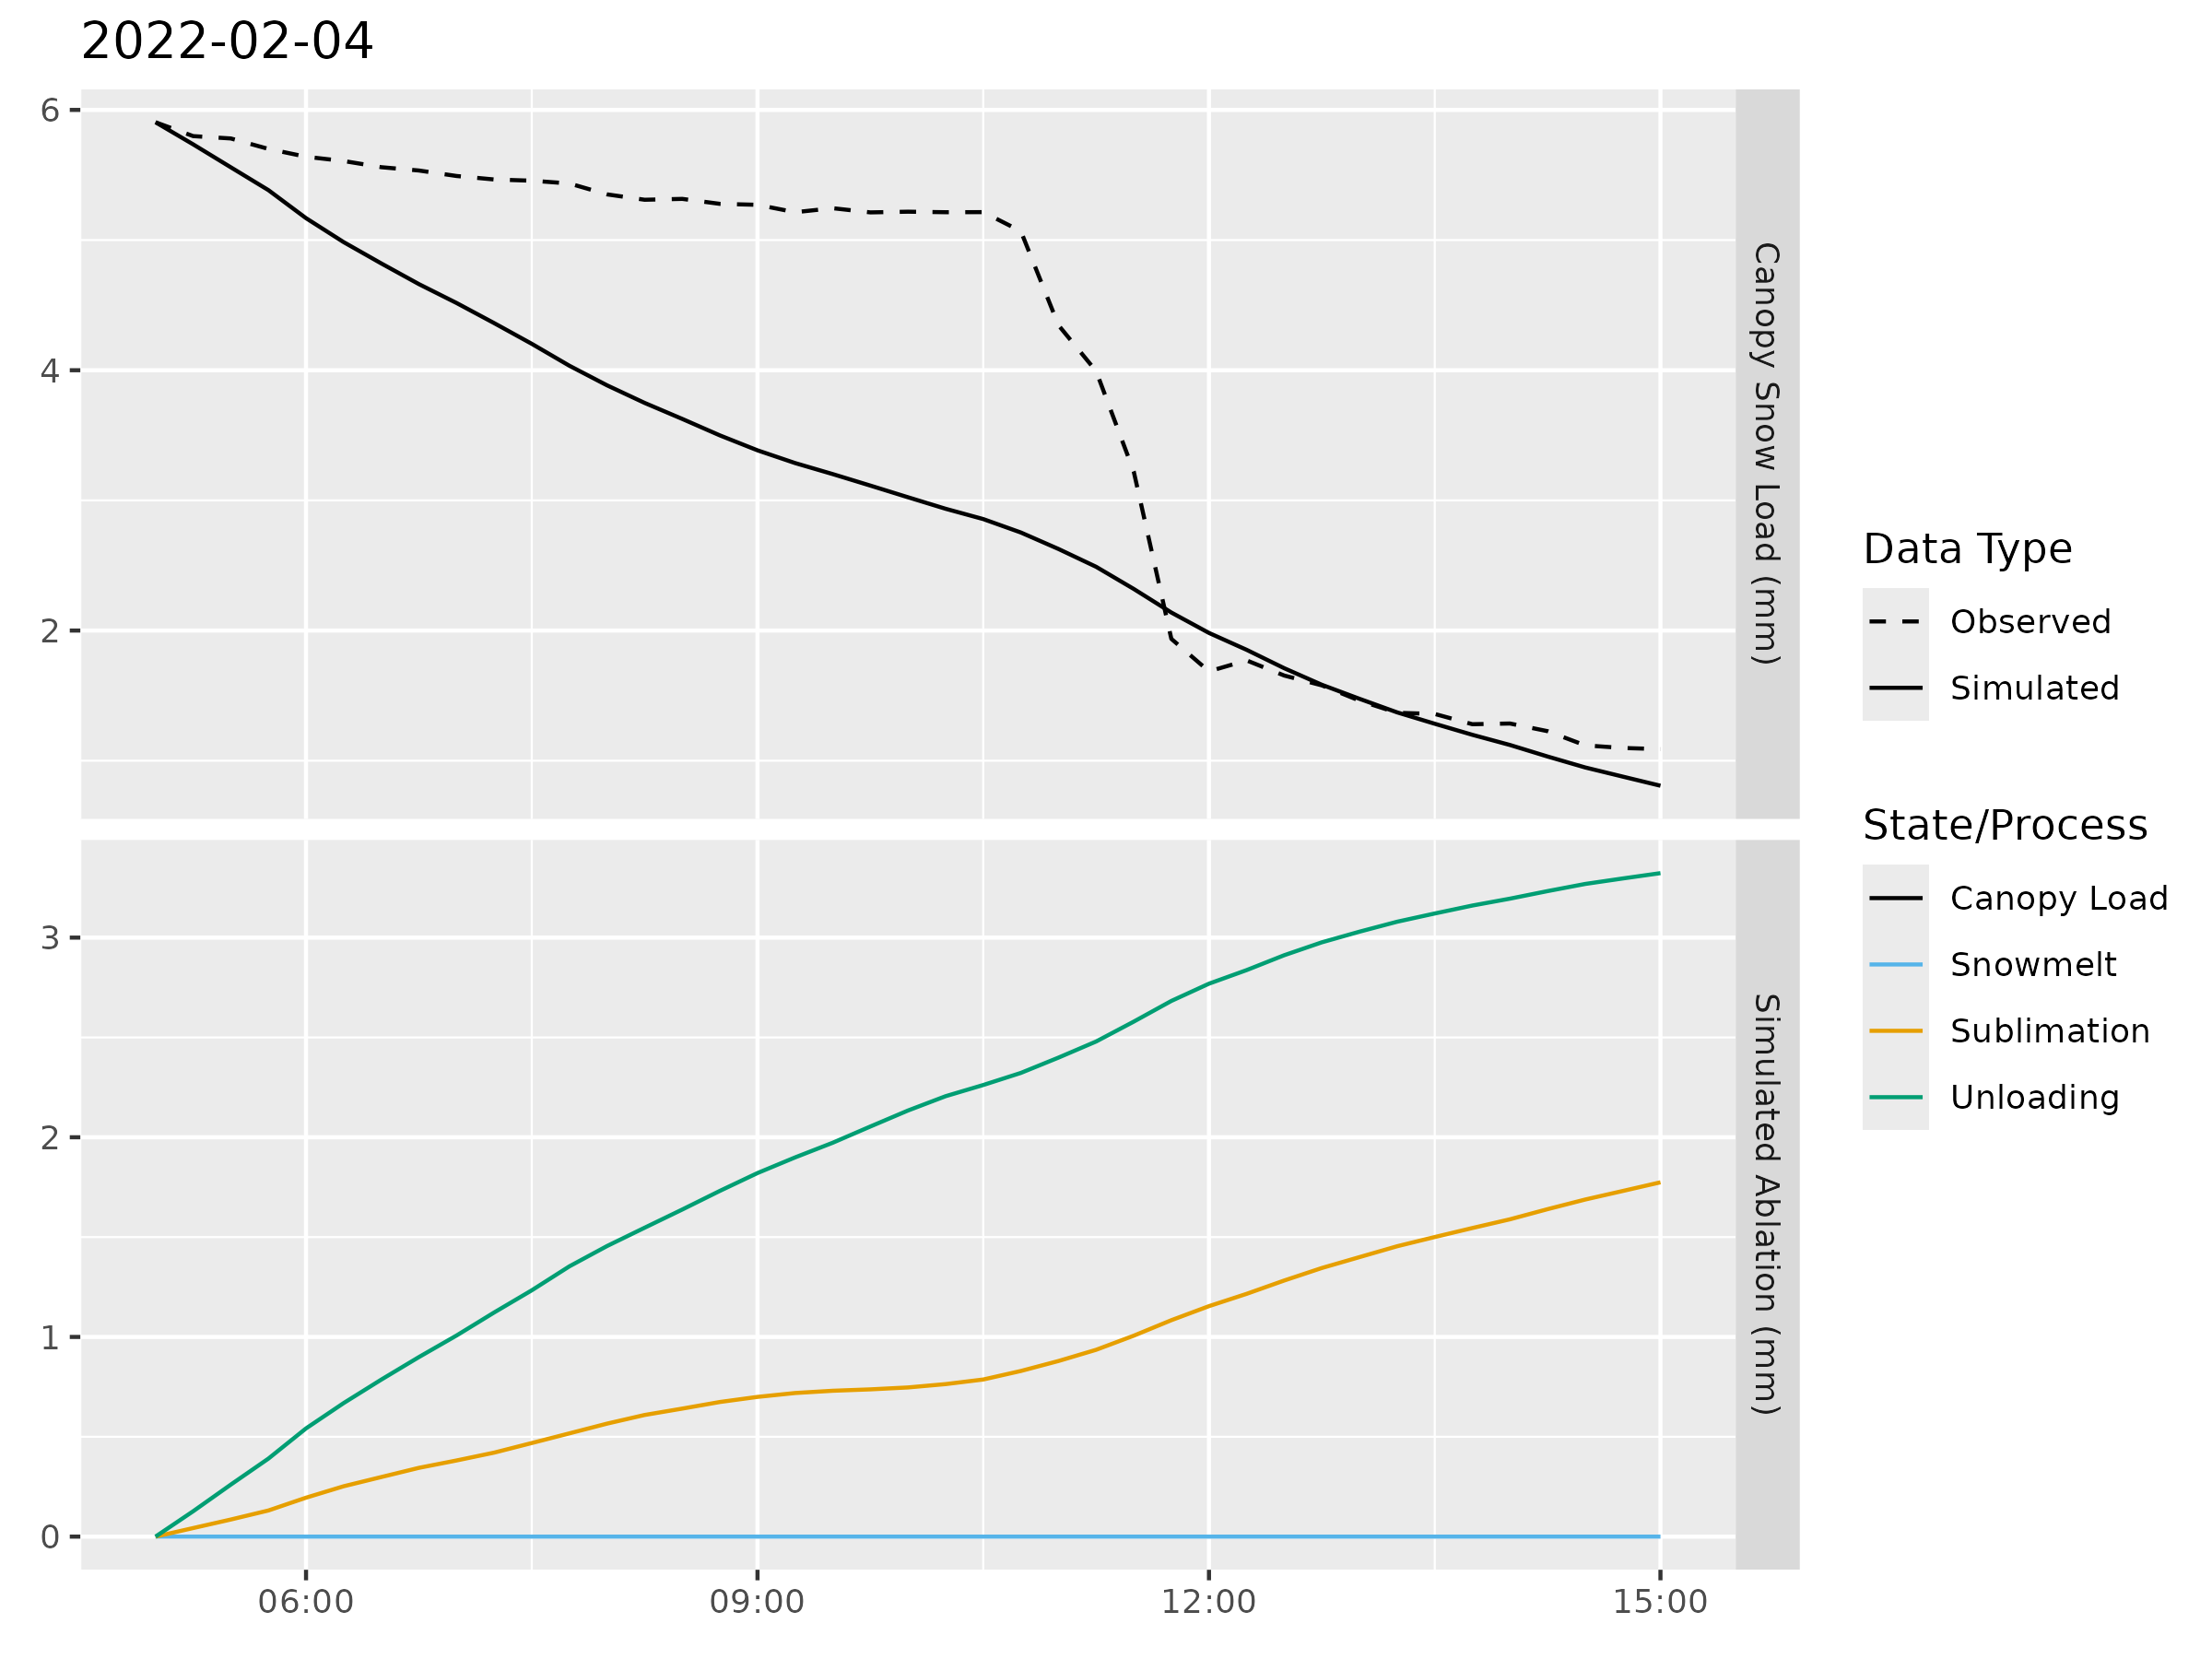 2022-02-04
6
4
2
Canopy Snow Load (mm)
3
2
1
0
Simulated Ablation (mm)
06:00
09:00
12:00
15:00
Data Type
Observed
Simulated
State/Process
Canopy Load
Snowmelt
Sublimation
Unloading